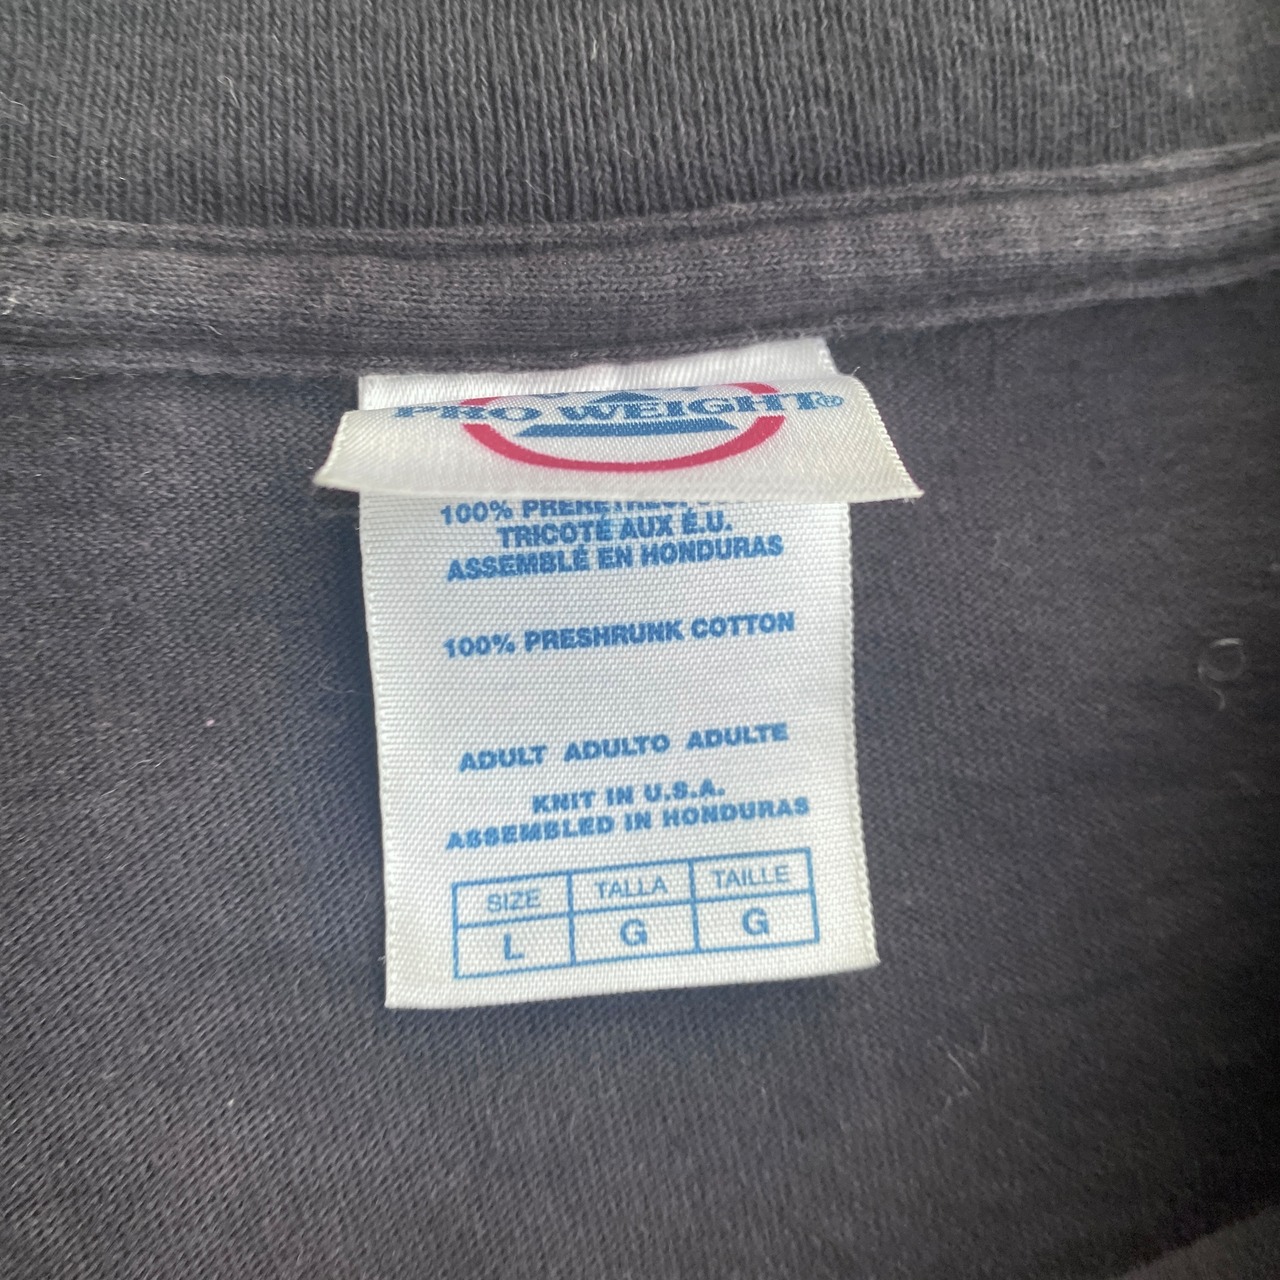 PRO WEIGHT®
100%
TRICOTÉ AUX É.U.
ASSEMBLÉ EN HONDURAS
100% PRESHRUNK COTTON
ADULT ADULTO ADULTE
KNIT IN U.S.A.
ASSEMBLED IN HONDURAS
SIZE TALLA TAILLE
L G G